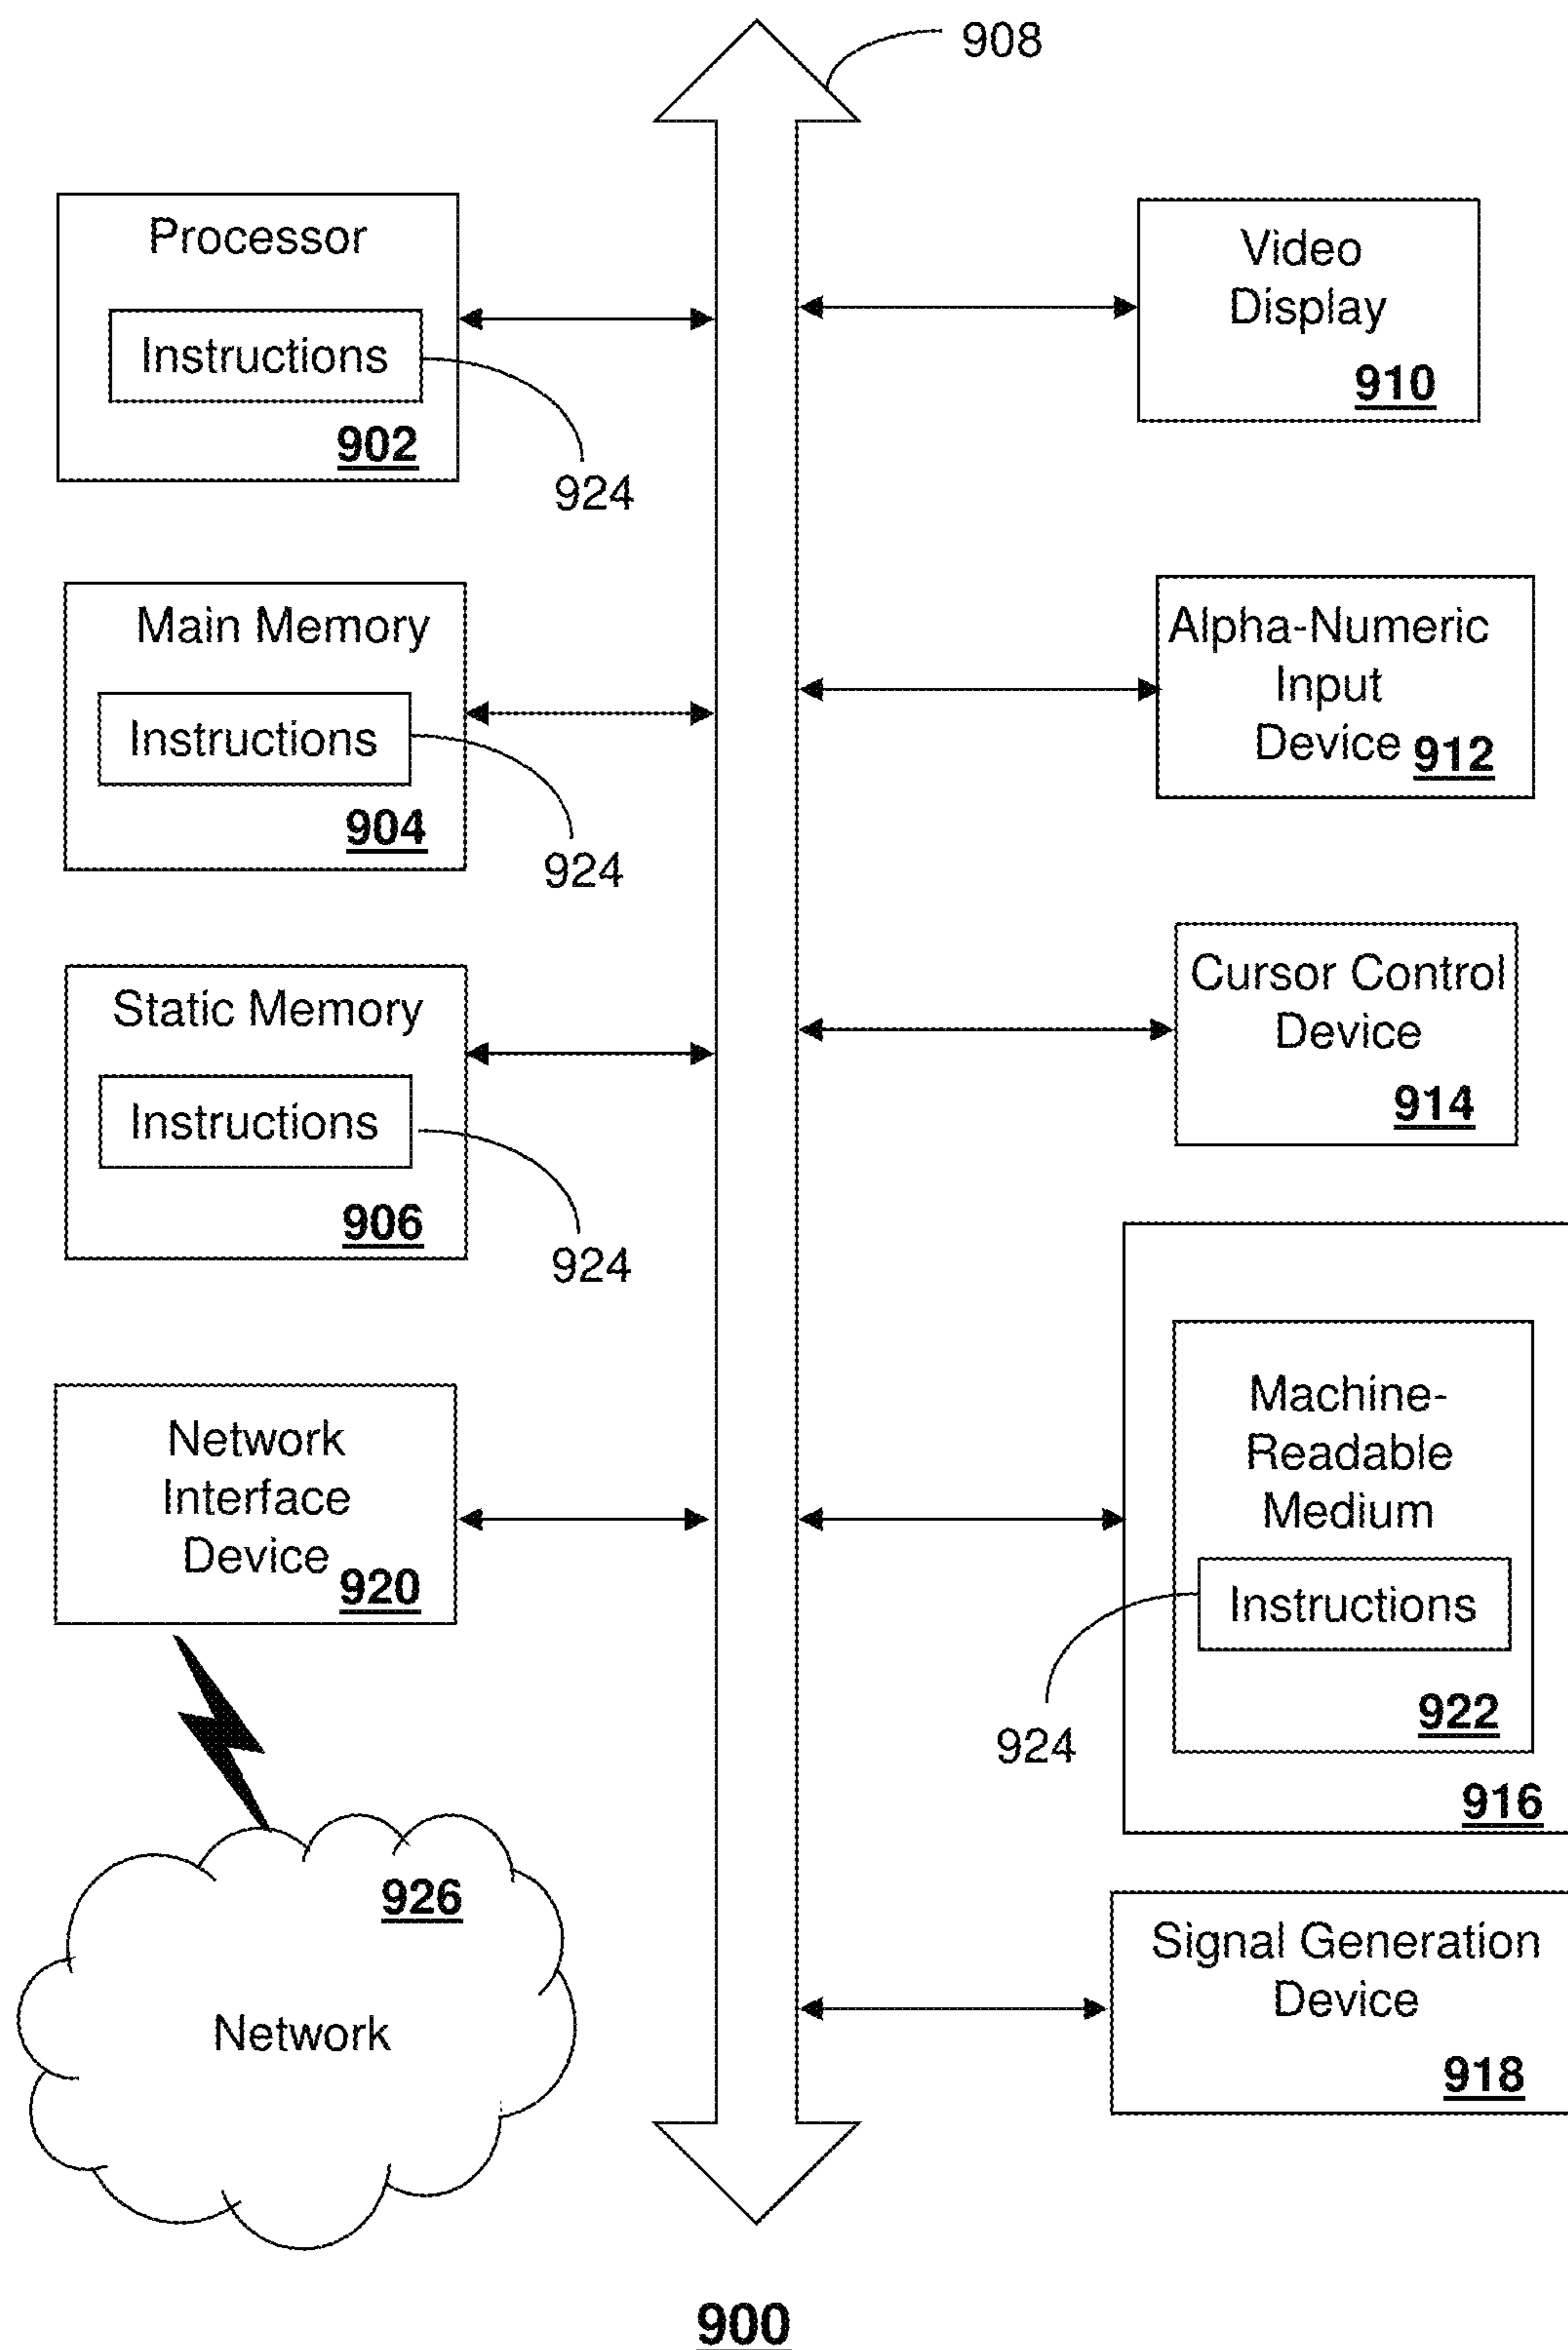 908
Processor
Instructions
902
924
Video
Display
910
Main Memory
Instructions
904
924
Alpha-Numeric
Input
Device 912
Static Memory
Instructions
906
924
Cursor Control
Device
914
Network
Interface
Device 920
Machine-
Readable
Medium
Instructions
922
924
916
926
Network
Signal Generation
Device
918
900